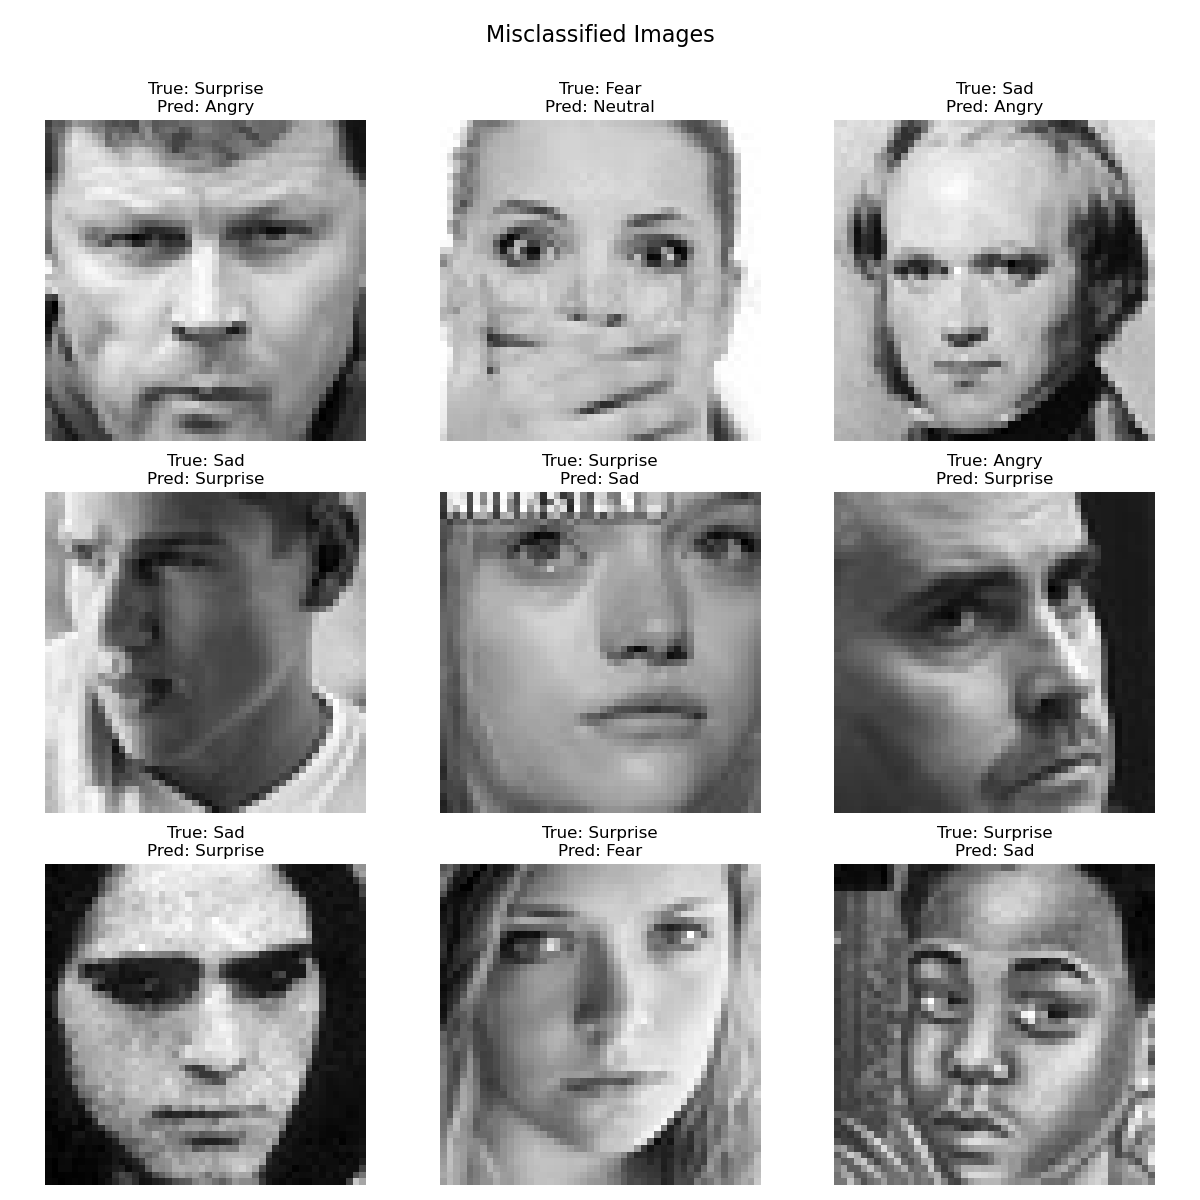 Misclassified Images
True: Surprise
Pred: Angry
True: Fear
Pred: Neutral
True: Sad
Pred: Angry
True: Sad
Pred: Surprise
True: Surprise
Pred: Sad
True: Angry
Pred: Surprise
True: Sad
Pred: Surprise
True: Surprise
Pred: Fear
True: Surprise
Pred: Sad